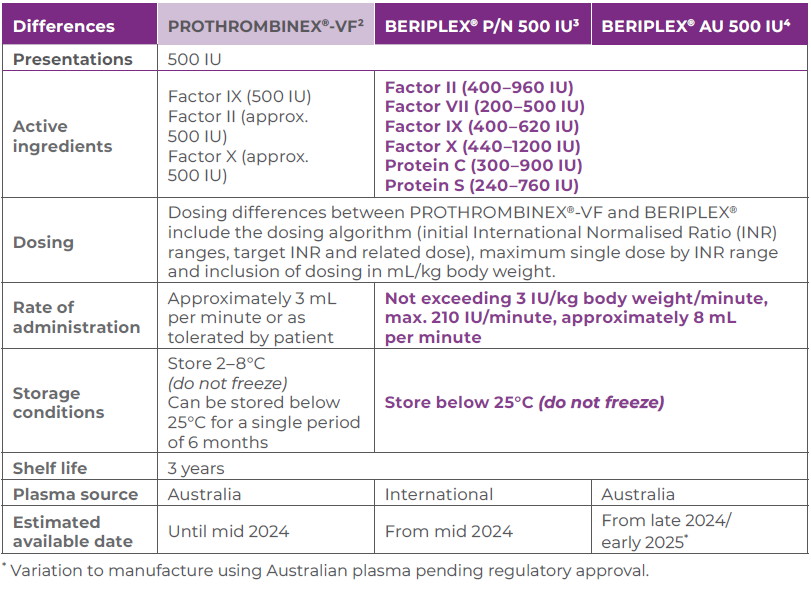 Differences
PROTHROMBINEX®-VF²
BERIPLEX® P/N 500 IU³
BERIPLEX® AU 500 IU⁴
Presentations
500 IU
Active
ingredients
Factor IX (500 IU)
Factor II (approx.
500 IU)
Factor X (approx.
500 IU)
Factor II (400–960 IU)
Factor VII (200–500 IU)
Factor IX (400–620 IU)
Factor X (440–1200 IU)
Protein C (300–900 IU)
Protein S (240–760 IU)
Dosing
Dosing differences between PROTHROMBINEX®-VF and BERIPLEX®
include the dosing algorithm (initial International Normalised Ratio (INR)
ranges, target INR and related dose), maximum single dose by INR range
and inclusion of dosing in mL/kg body weight.
Rate of
administration
Approximately 3 mL
per minute or as
tolerated by patient
Not exceeding 3 IU/kg body weight/minute,
max. 210 IU/minute, approximately 8 mL
per minute
Storage
conditions
Store 2–8°C
(do not freeze)
Can be stored below
25°C for a single period
of 6 months
Store below 25°C (do not freeze)
Shelf life
3 years
Plasma source
Australia
International
Australia
Estimated
available date
Until mid 2024
From mid 2024
From late 2024/
early 2025*
* Variation to manufacture using Australian plasma pending regulatory approval.